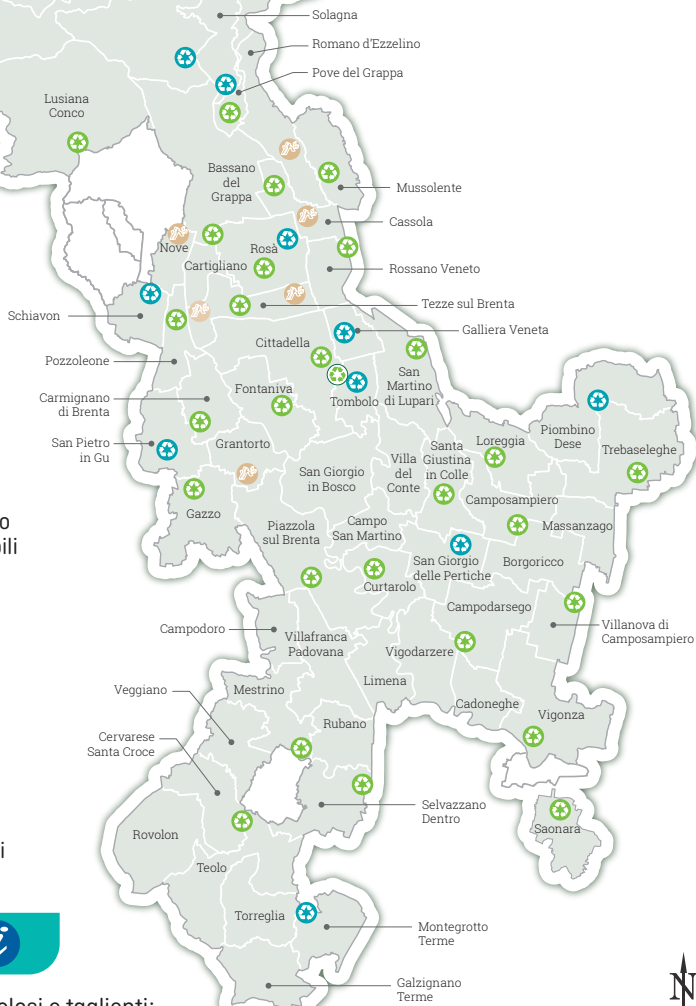 Solagna
Romano d'Ezzelino
Pove del Grappa
Lusiana
Conco
Bassano
del
Grappa
Mussolente
Cassola
Nove
Rosà
Cartigliano
Rossano Veneto
Schiavon
Tezze sul Brenta
Galliera Veneta
Cittadella
Pozzoleone
San
Martino
di Lupari
Carmignano
di Brenta
Fontaniva
Tombolo
San Pietro
in Gu
Grantorto
Piombino
Dese
Loreggia
Trebaseleghe
Santa
Giustina
in Colle
Villa
del
Conte
San Giorgio
in Bosco
Camposampiero
Gazzo
o
ili
Piazzola
sul Brenta
Campo
San Martino
Massanzago
San Giorgio
delle Pertiche
Borgoricco
Curtarolo
Campodarsego
Campodoro
Villafranca
Padovana
Vigodarzere
Villanova di
Camposampiero
Limena
Veggiano
Mestrino
Cadoneghe
Vigonza
Rubano
Cervarese
Santa Croce
Selvazzano
Dentro
Saonara
Rovolon
i
Teolo
Torreglia
Montegrotto
Terme
i
Galzignano
Terme
N
olosi e taglienti: